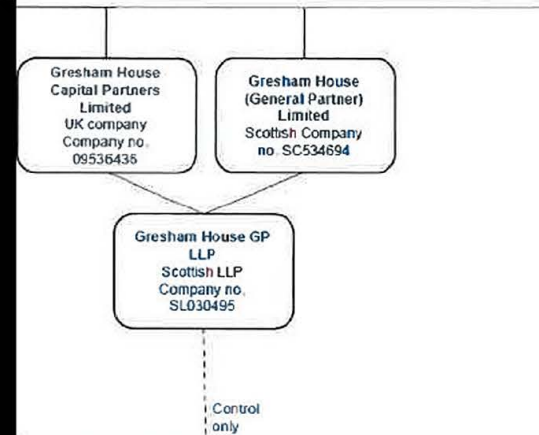 Gresham House
Capital Partners
Limited
UK company
Company no.
09536436
Gresham House
(General Partner)
Limited
Scottish Company
no. SC534694
Gresham House GP
LLP
Scottish LLP
Company no.
SL030495
Control
only